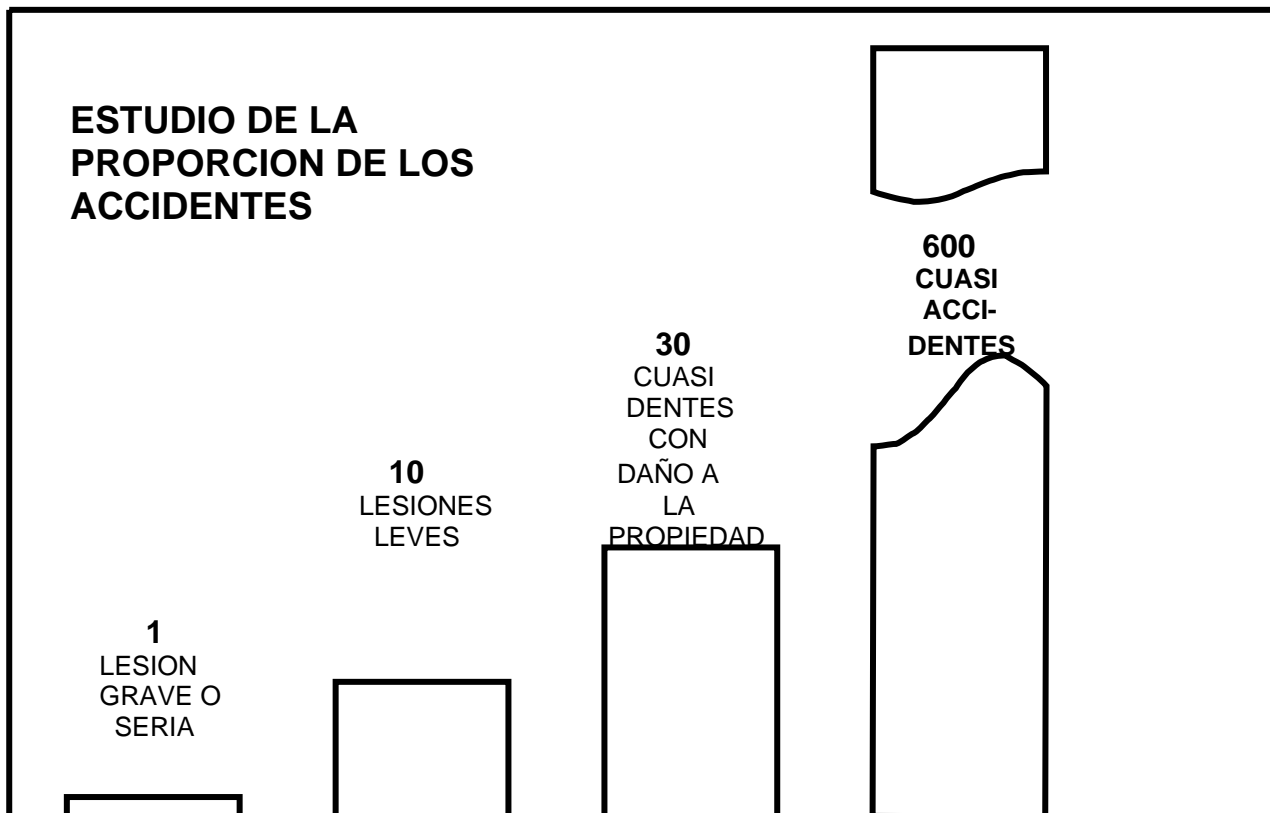 ESTUDIO DE LA
PROPORCION DE LOS
ACCIDENTES
1
LESION
GRAVE O
SERIA
10
LESIONES
LEVES
30
CUASI
DENTES
CON
DAÑO A
LA
PROPIEDAD
600
CUASI
ACCI-
DENTES